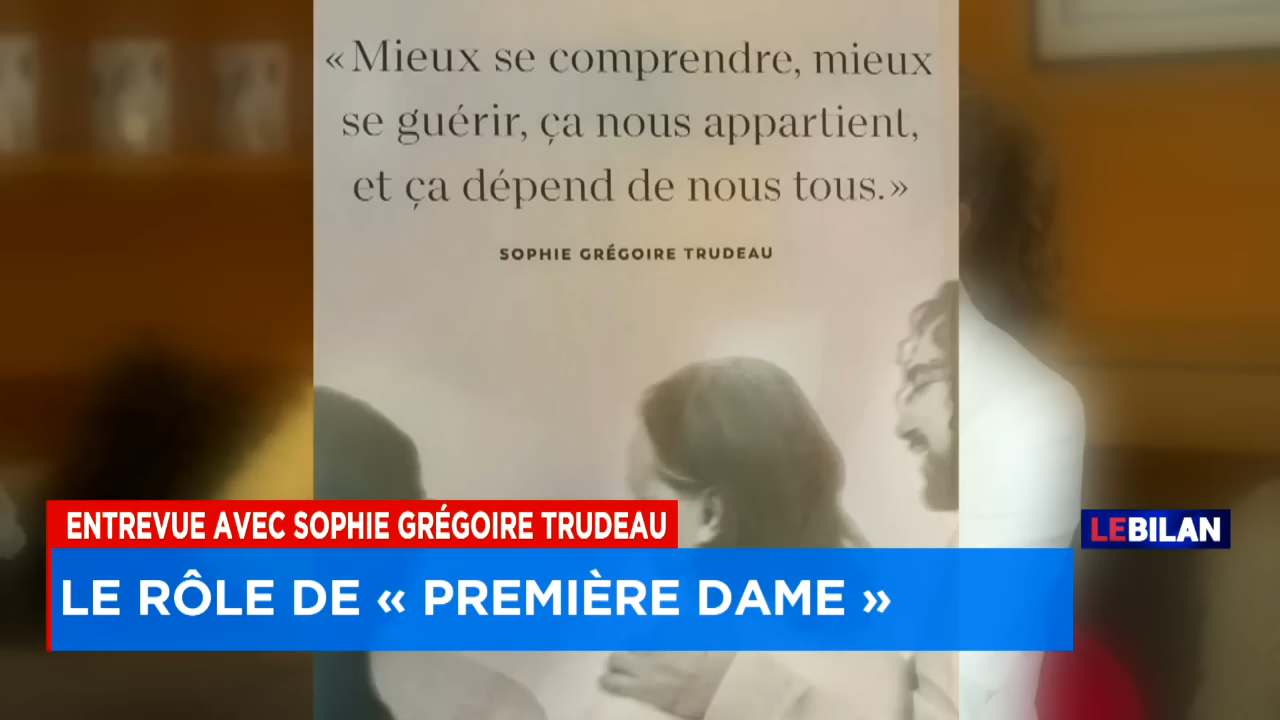 « Mieux se comprendre, mieux
se guérir, ça nous appartient,
et ça dépend de nous tous.»
SOPHIE GRÉGOIRE TRUDEAU
ENTREVUE AVEC SOPHIE GRÉGOIRE TRUDEAU
LEBILAN
LE RÔLE DE « PREMIÈRE DAME »